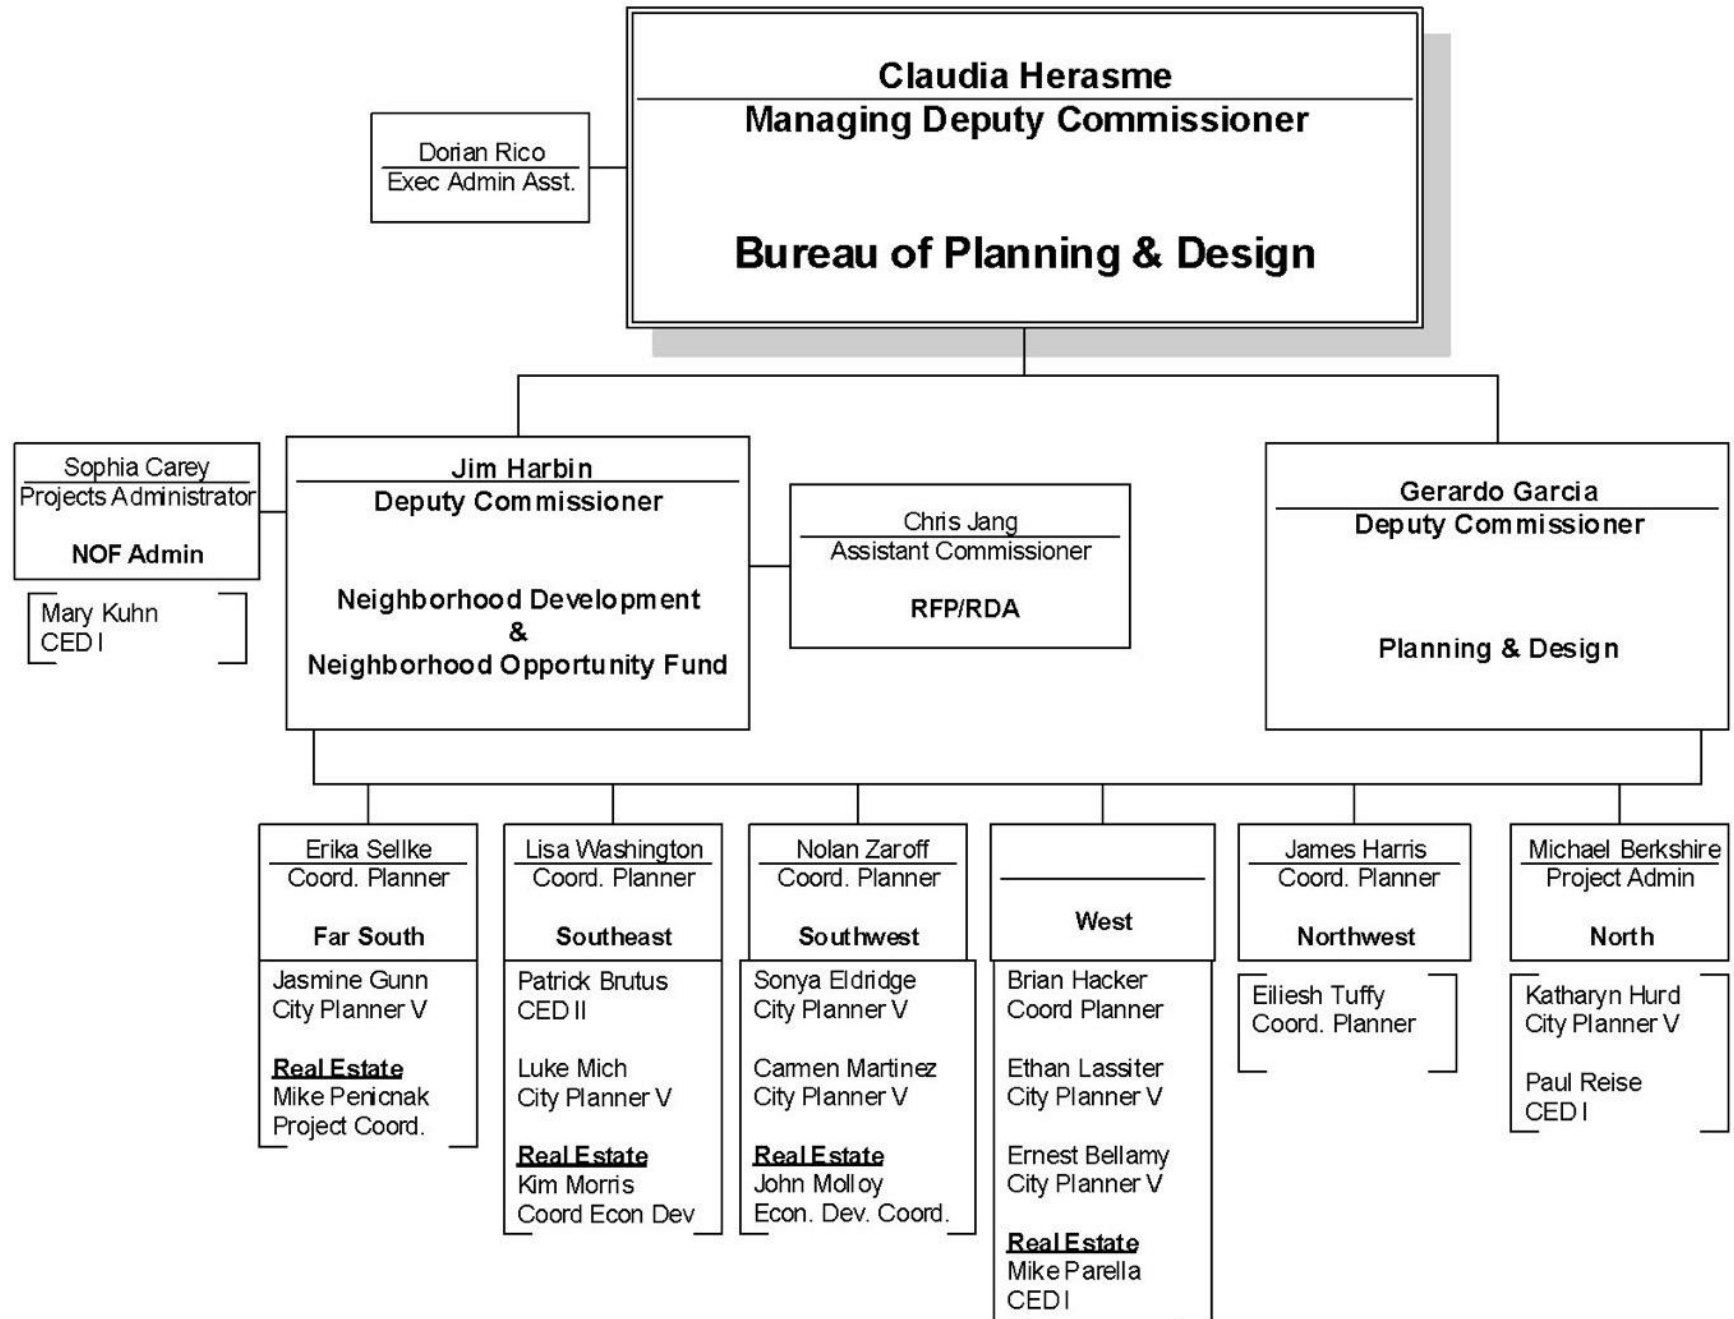 Claudia Herasme
Managing Deputy Commissioner
Bureau of Planning & Design
Dorian Rico
Exec Admin Asst.
Sophia Carey
Projects Administrator
NOF Admin
Mary Kuhn
CED I
Jim Harbin
Deputy Commissioner
Neighborhood Development
&
Neighborhood Opportunity Fund
Chris Jang
Assistant Commissioner
RFP/RDA
Gerardo Garcia
Deputy Commissioner
Planning & Design
Erika Sellke
Coord. Planner
Far South
Jasmine Gunn
City Planner V
Real Estate
Mike Penicnak
Project Coord.
Lisa Washington
Coord. Planner
Southeast
Patrick Brutus
CED II
Luke Mich
City Planner V
Real Estate
Kim Morris
Coord Econ Dev
Nolan Zaroff
Coord. Planner
Southwest
Sonya Eldridge
City Planner V
Carmen Martinez
City Planner V
Real Estate
John Molloy
Econ. Dev. Coord.
West
Brian Hacker
Coord Planner
Ethan Lassiter
City Planner V
Ernest Bellamy
City Planner V
Real Estate
Mike Parella
CED I
James Harris
Coord. Planner
Northwest
Eiliesh Tuffy
Coord. Planner
Michael Berkshire
Project Admin
North
Katharyn Hurd
City Planner V
Paul Reise
CED I